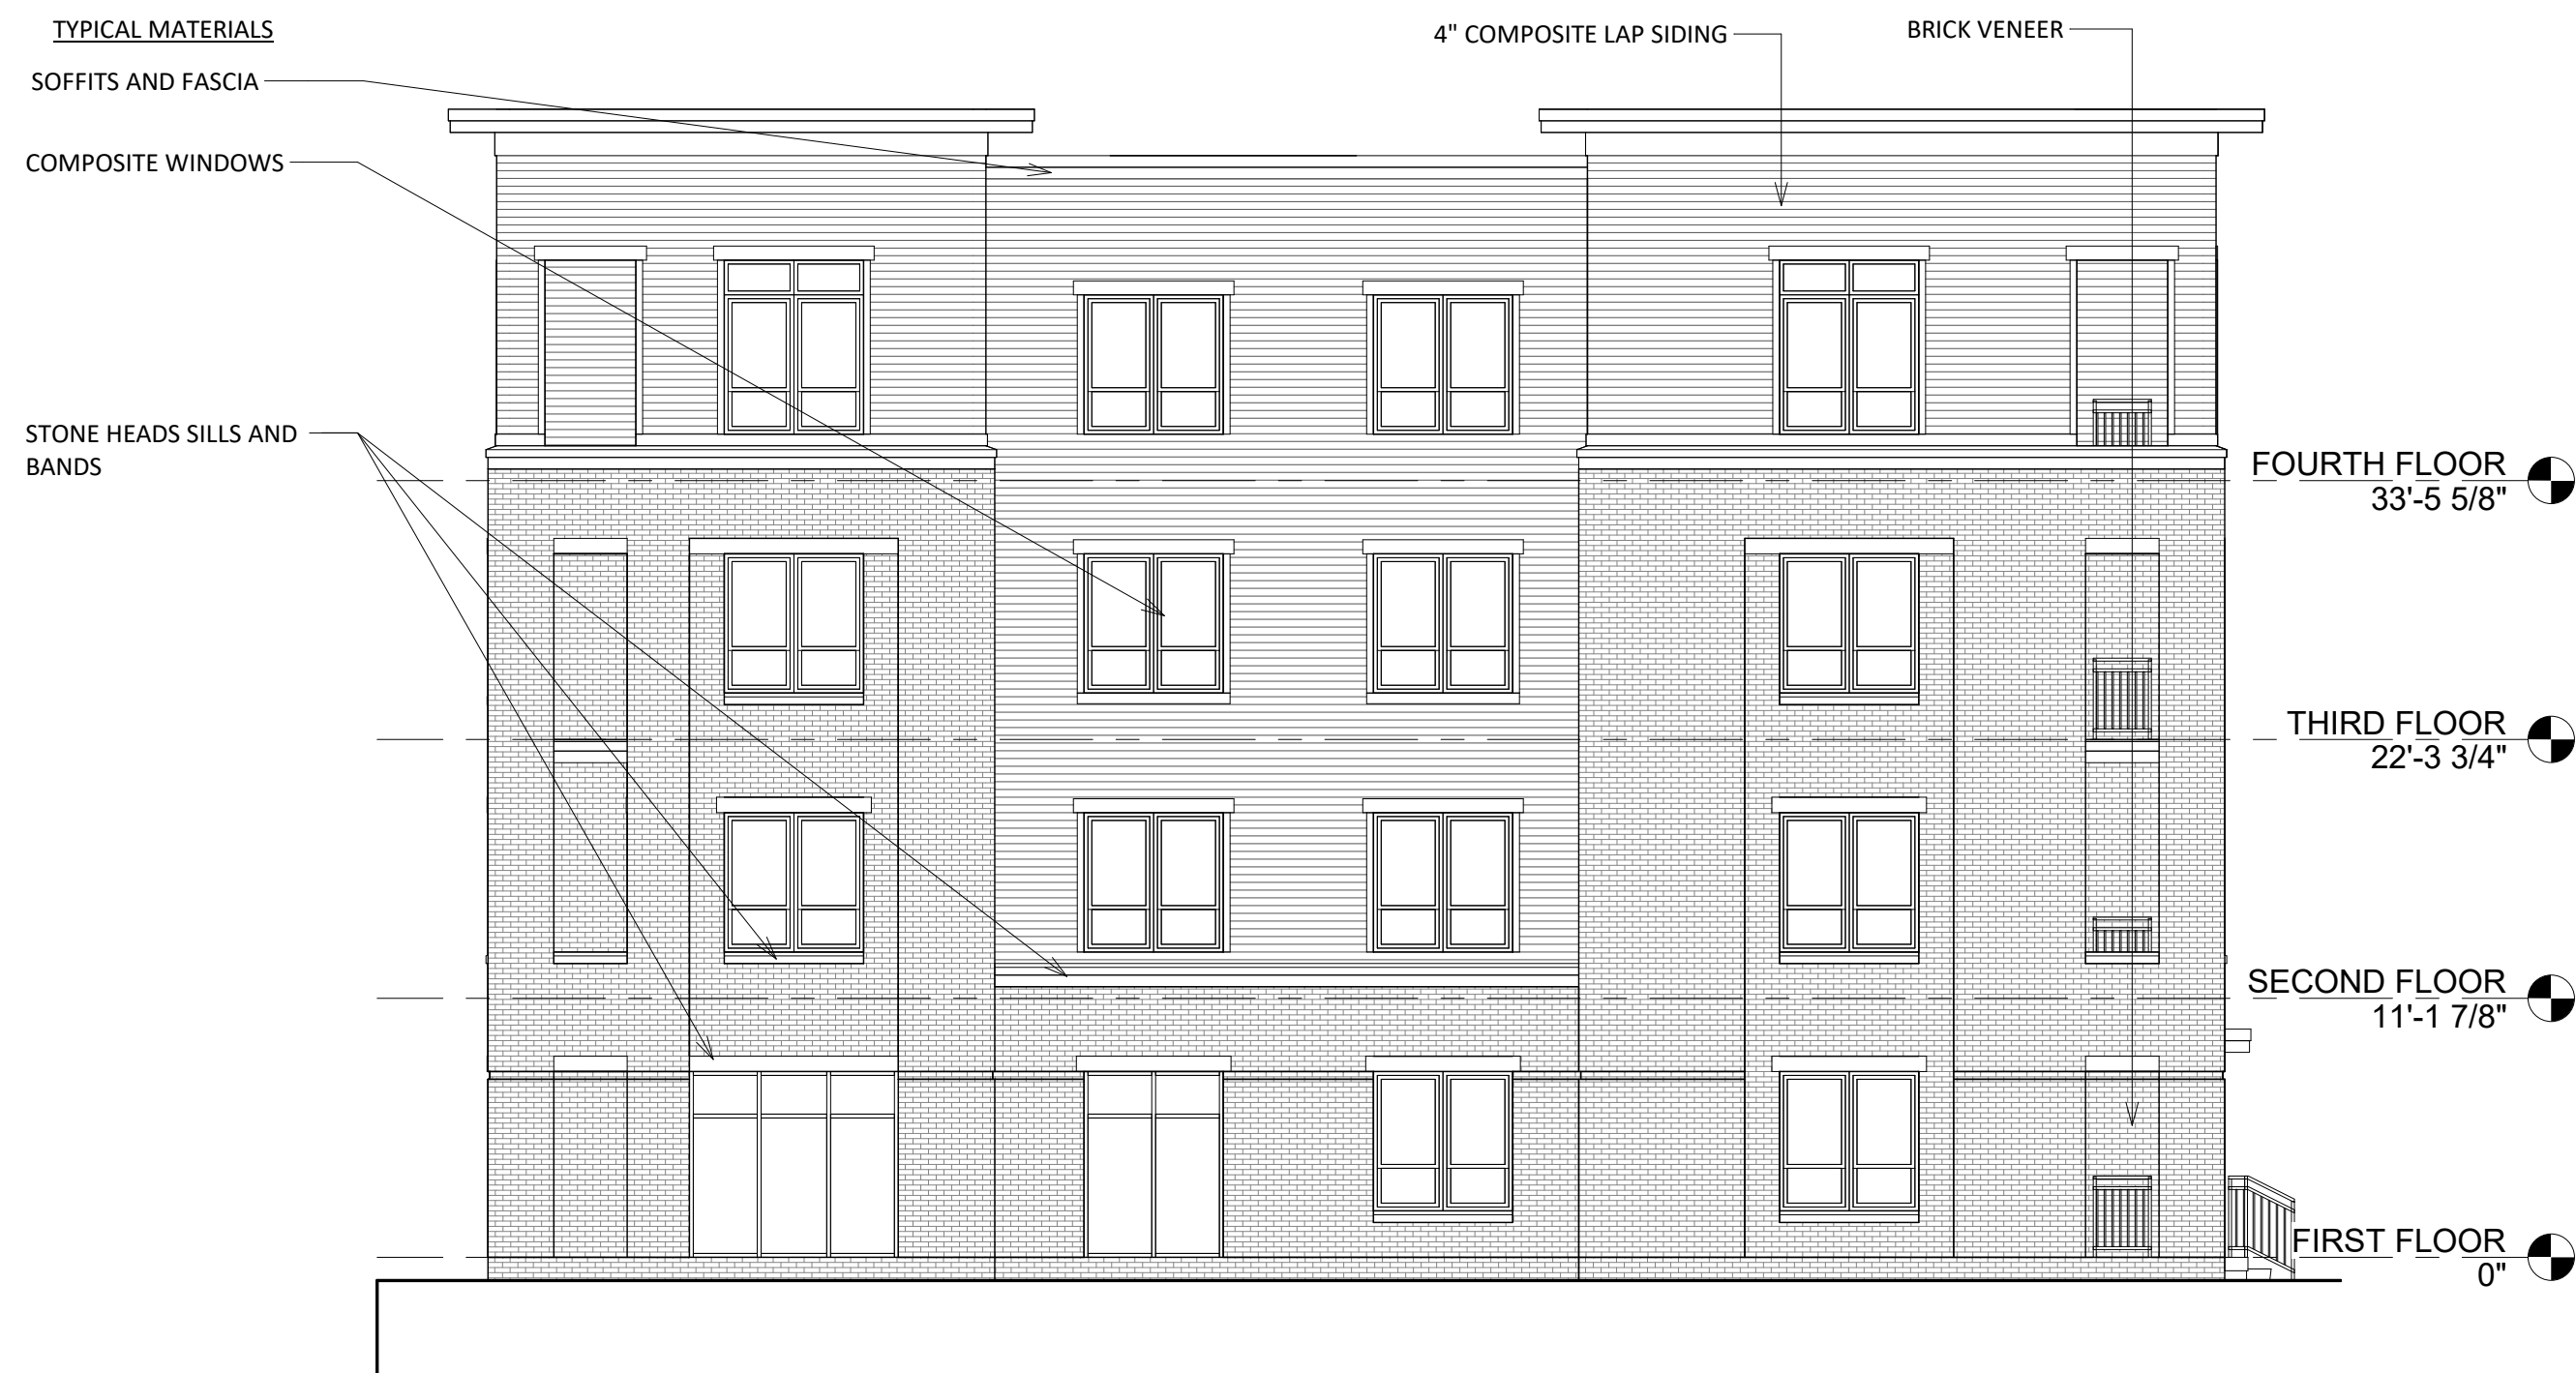 TYPICAL MATERIALS
4" COMPOSITE LAP SIDING
BRICK VENEER
SOFFITS AND FASCIA
COMPOSITE WINDOWS
STONE HEADS SILLS AND
BANDS
FOURTH FLOOR
33'-5 5/8"
THIRD FLOOR
22'-3 3/4"
SECOND FLOOR
11'-1 7/8"
FIRST FLOOR
0"